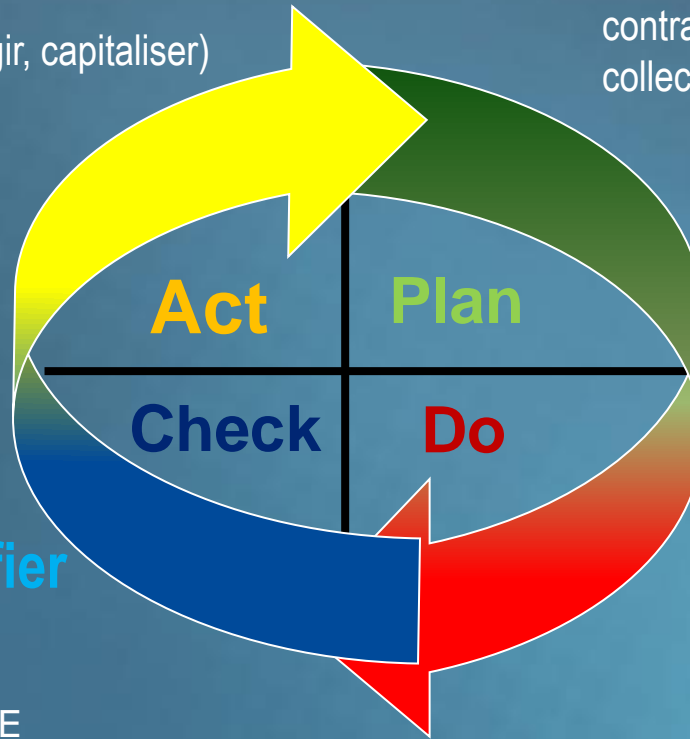 gir, capitaliser)
contra
collec
Act
Plan
Check
Do
fier
E